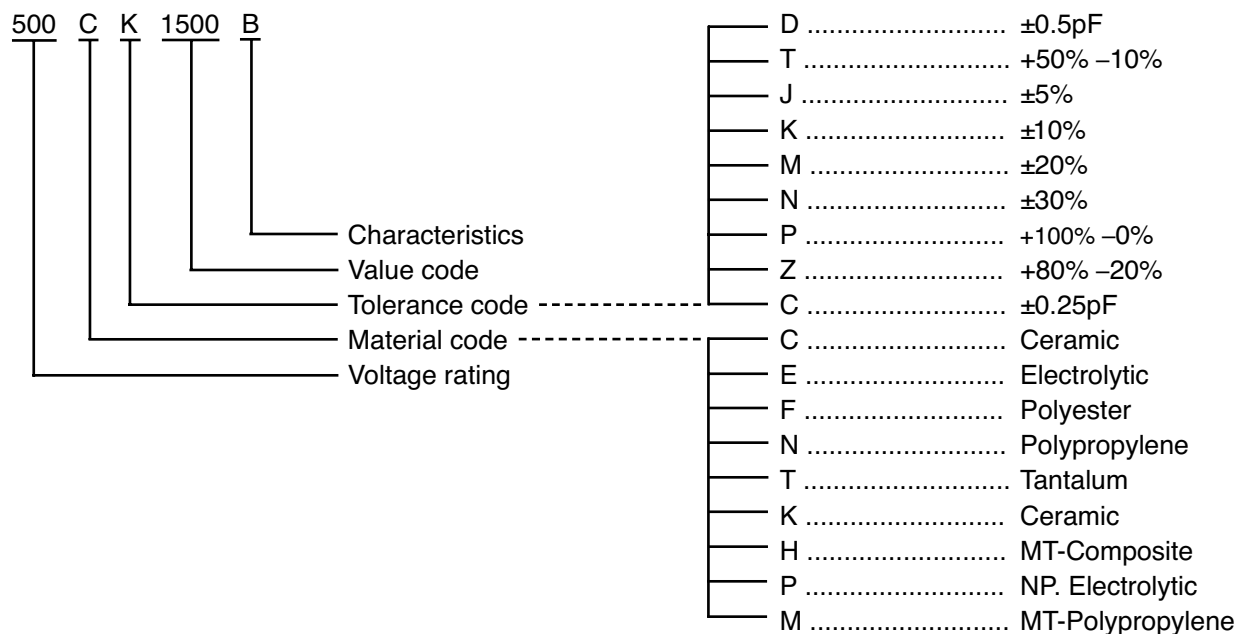 500 C K 1500 B
Characteristics
Value code
Tolerance code
Material code
Voltage rating
D ........................... ±0.5pF
T ............................ +50% –10%
J ............................ ±5%
K ........................... ±10%
M .......................... ±20%
N ........................... ±30%
P ........................... +100% –0%
Z ........................... +80% –20%
C ........................... ±0.25pF
C ........................... Ceramic
E ........................... Electrolytic
F ........................... Polyester
N ........................... Polypropylene
T ............................ Tantalum
K ........................... Ceramic
H ........................... MT-Composite
P ........................... NP. Electrolytic
M ........................... MT-Polypropylene